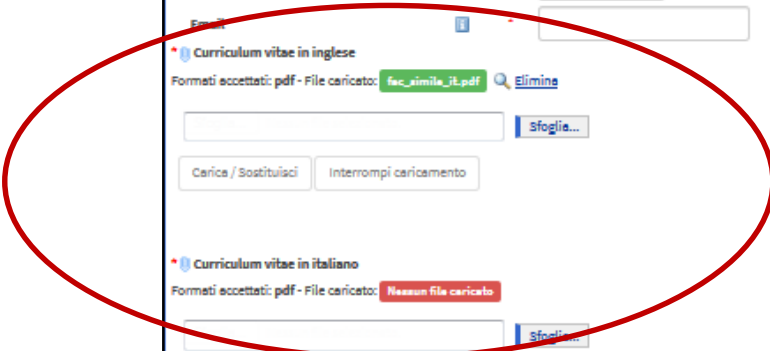 Email *
* Curriculum vitae in inglese
Formati accettati: pdf - File caricato: fac_simile_it.pdf Elimina
Sfoglia...
Carica / Sostituisci Interrompi caricamento
* Curriculum vitae in italiano
Formati accettati: pdf - File caricato: Nessun file caricato
Sfoglia...